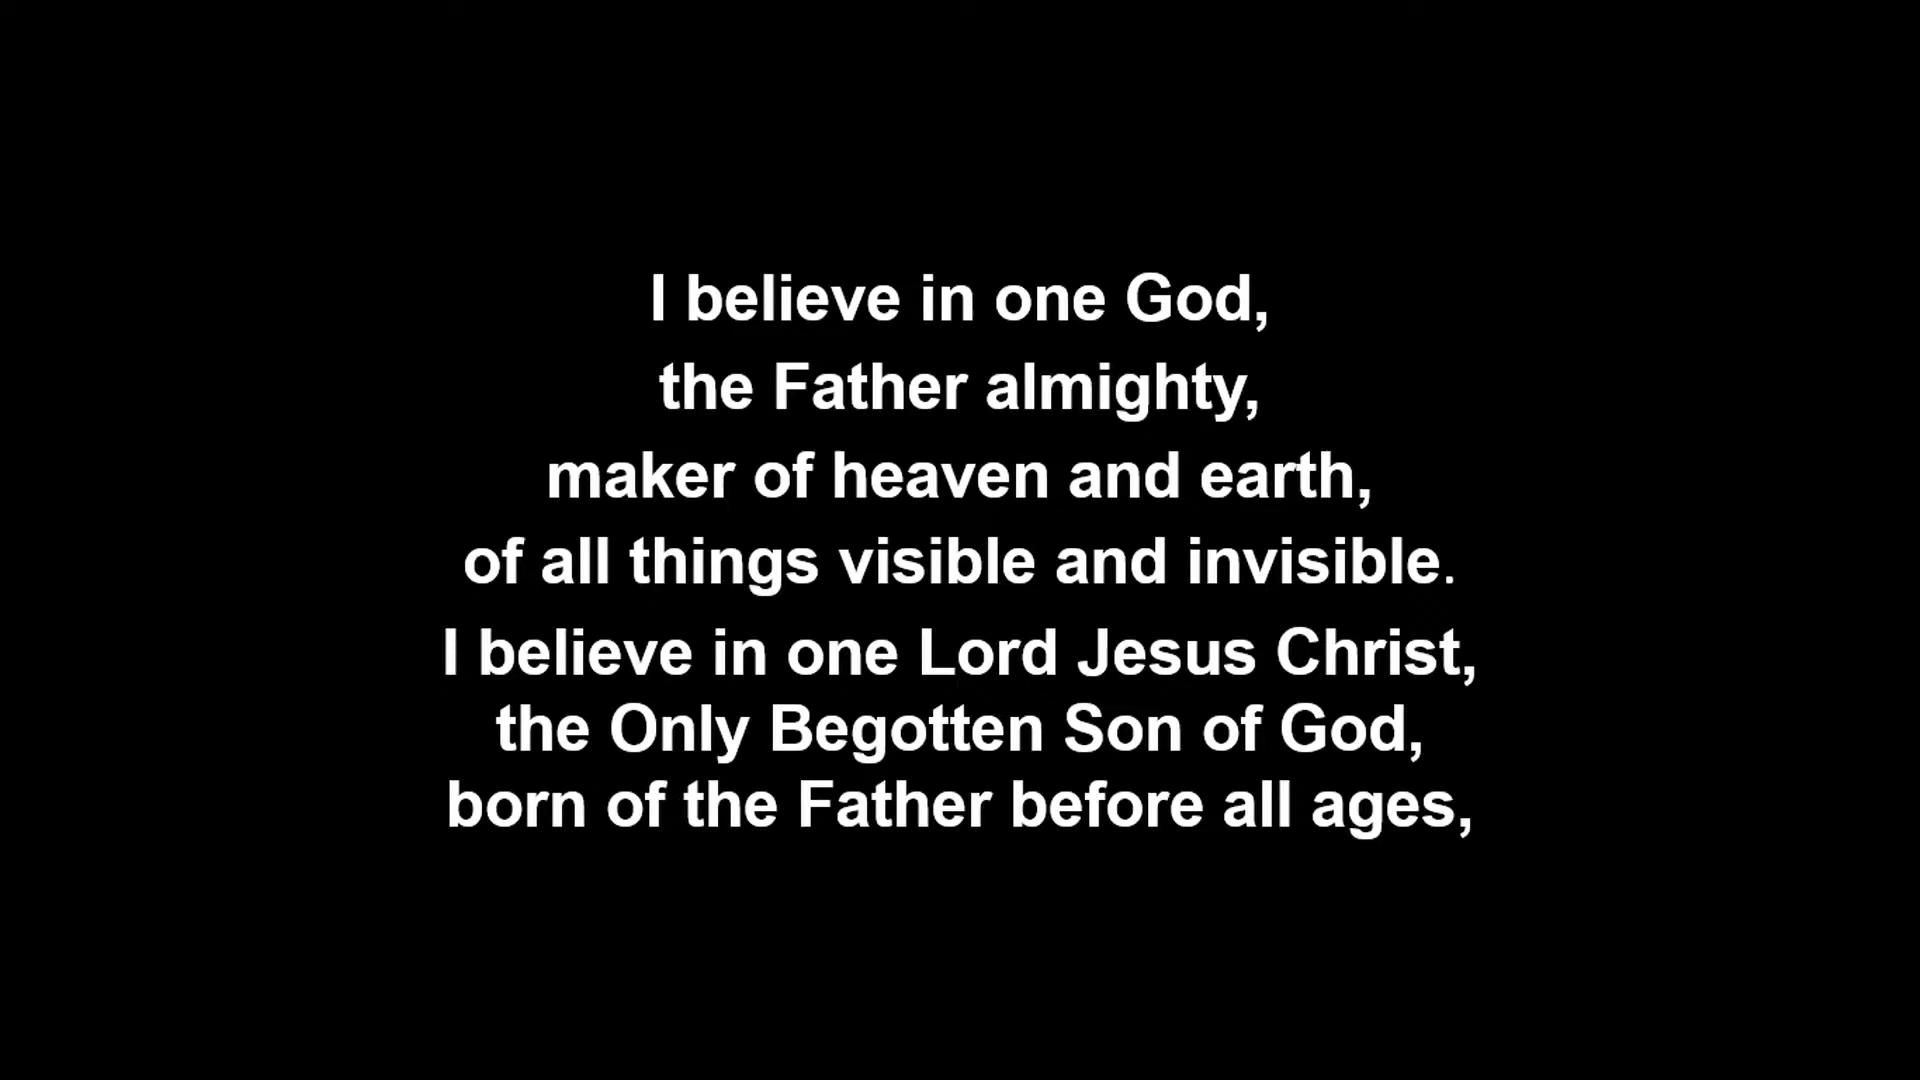 I believe in one God,
the Father almighty,
maker of heaven and earth,
of all things visible and invisible.
I believe in one Lord Jesus Christ,
the Only Begotten Son of God,
born of the Father before all ages,